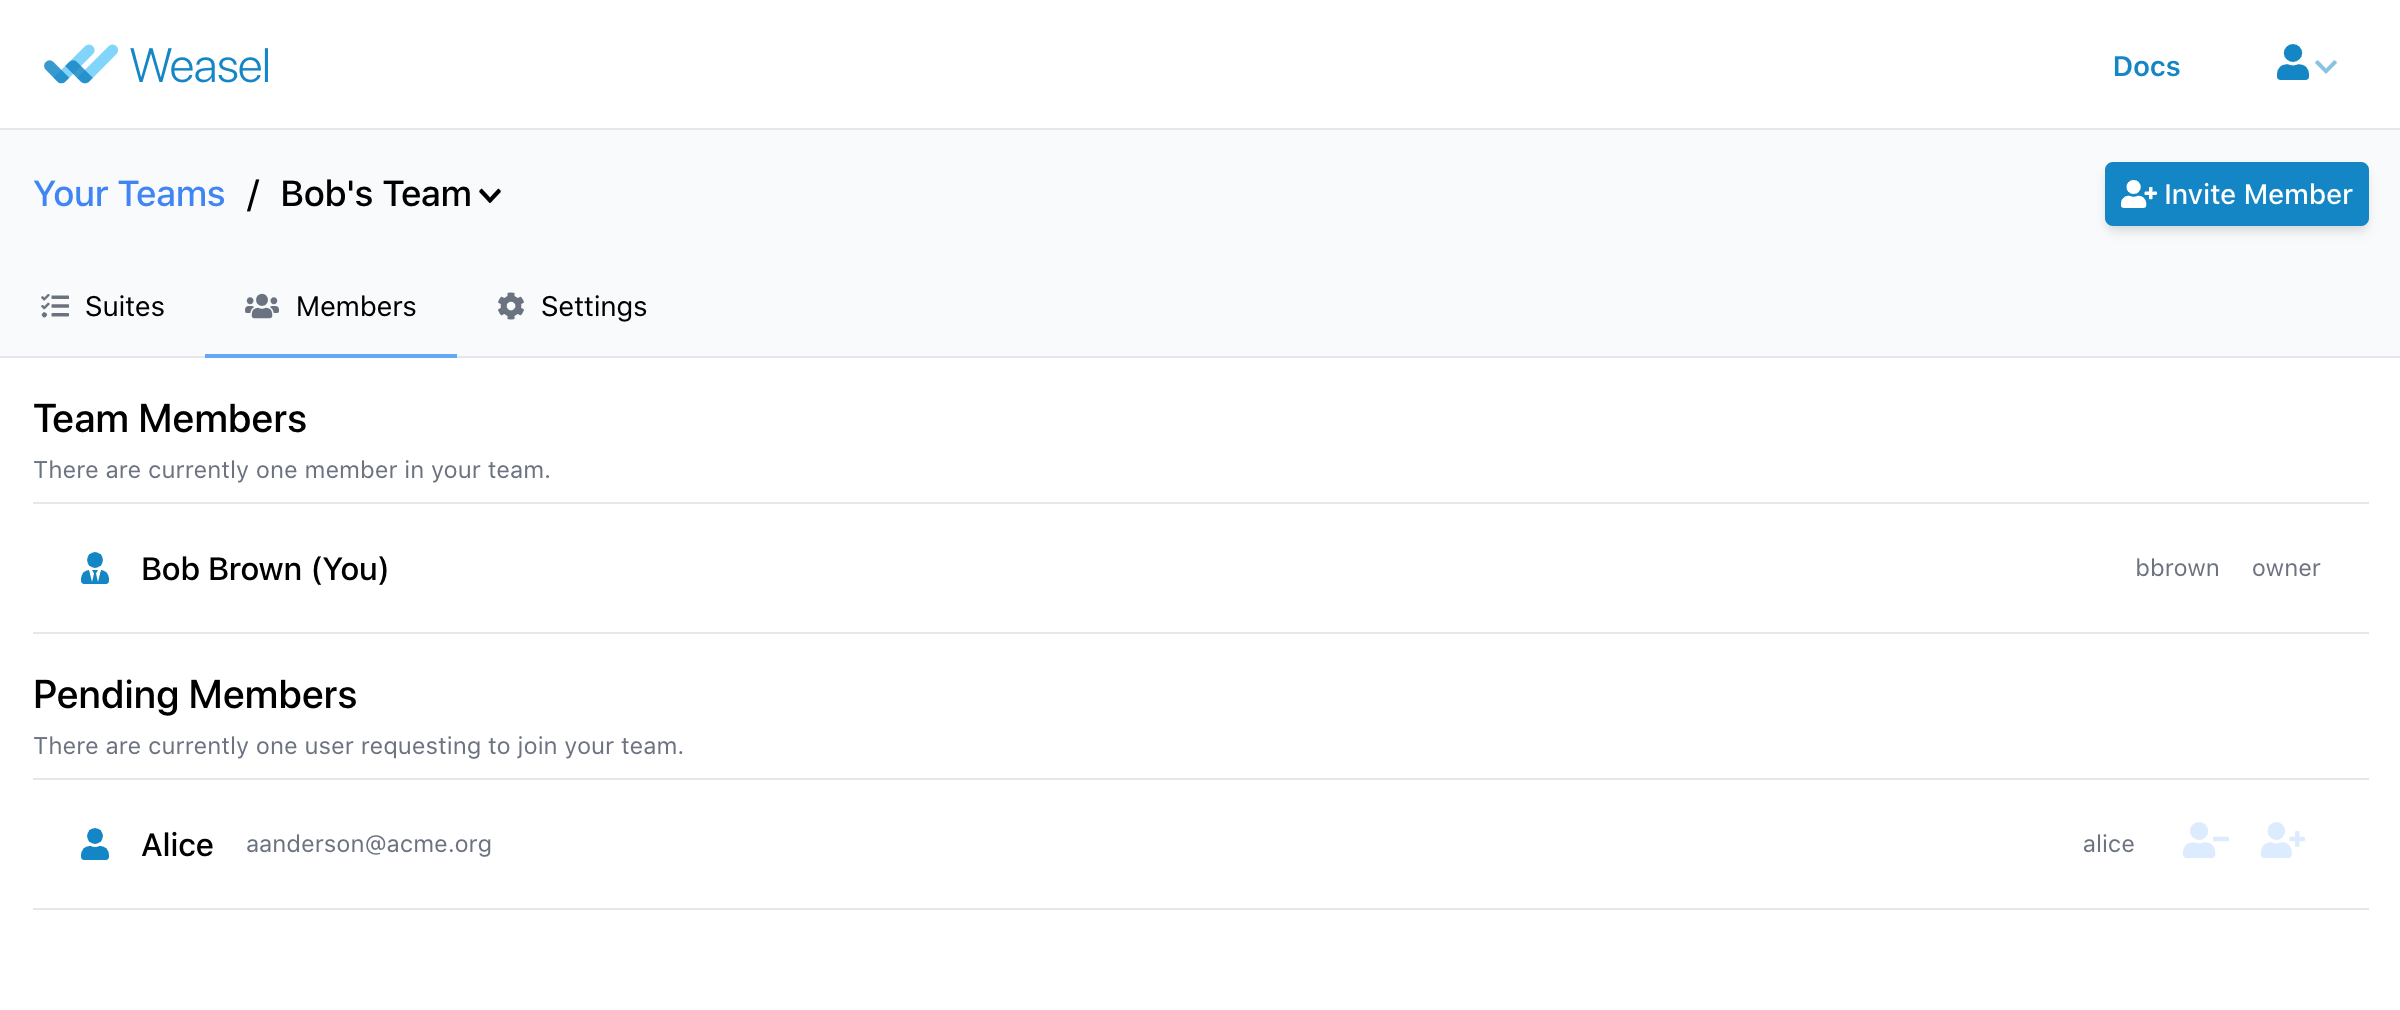 Weasel
Docs
Your Teams / Bob's Team
Invite Member
Suites
Members
Settings
Team Members
There are currently one member in your team.
Bob Brown (You)
bbrown
owner
Pending Members
There are currently one user requesting to join your team.
Alice
aanderson@acme.org
alice